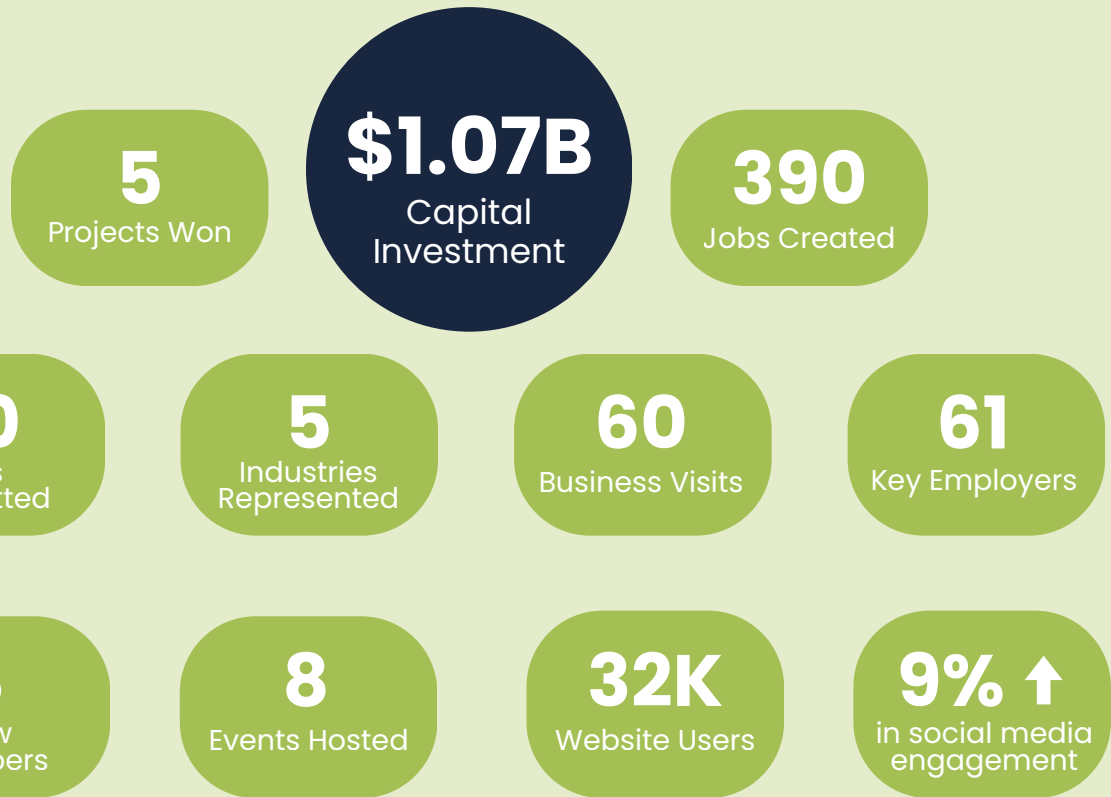 5
Projects Won
$1.07B
Capital
Investment
390
Jobs Created
5
Industries
Represented
60
Business Visits
61
Key Employers
8
Events Hosted
32K
Website Users
9%
in social media
engagement